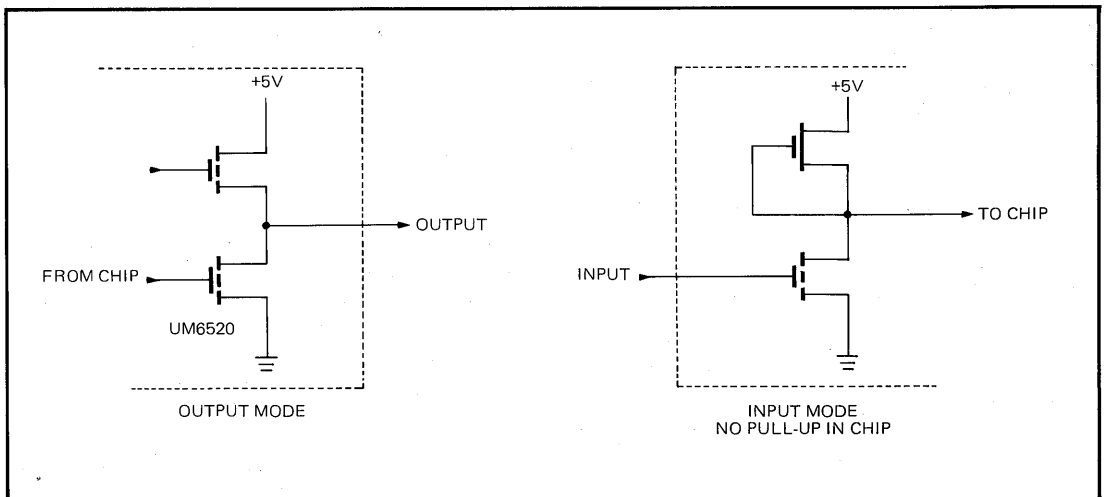 +5V
OUTPUT
FROM CHIP
UM6520
OUTPUT MODE
+5V
TO CHIP
INPUT
INPUT MODE
NO PULL-UP IN CHIP